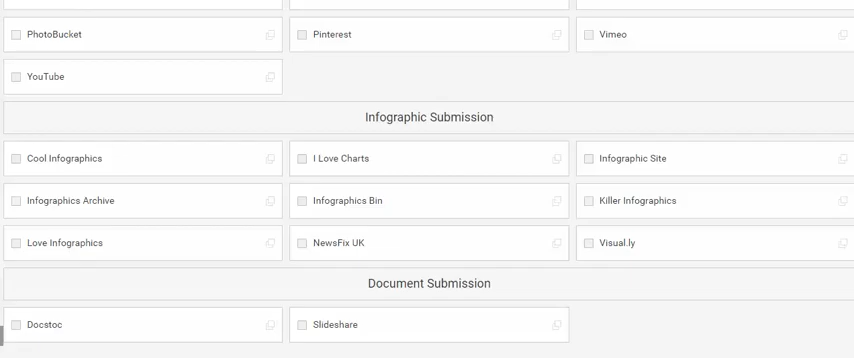 PhotoBucket
Pinterest
Vimeo
YouTube
Infographic Submission
Cool Infographics
I Love Charts
Infographic Site
Infographics Archive
Infographics Bin
Killer Infographics
Love Infographics
NewsFix UK
Visual.ly
Document Submission
Docstoc
Slideshare